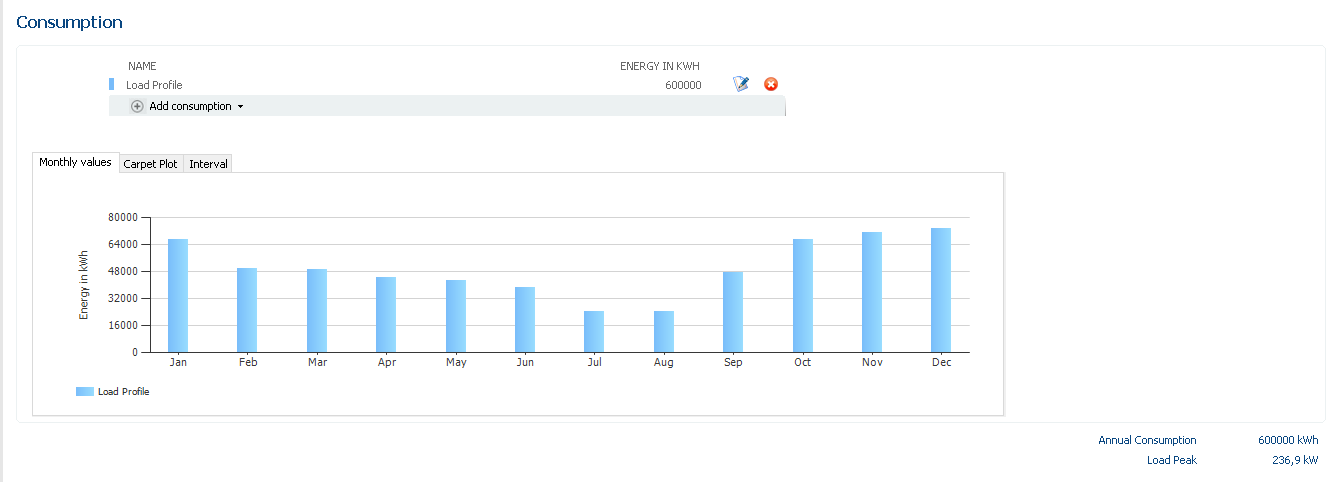 Consumption
NAME ENERGY IN KWH
Load Profile 600000
Add consumption
Monthly values Carpet Plot Interval
80000
64000
48000
32000
16000
0
Energy in kWh
Jan Feb Mar Apr May Jun Jul Aug Sep Oct Nov Dec
Load Profile
Annual Consumption 600000 kWh
Load Peak 236,9 kW